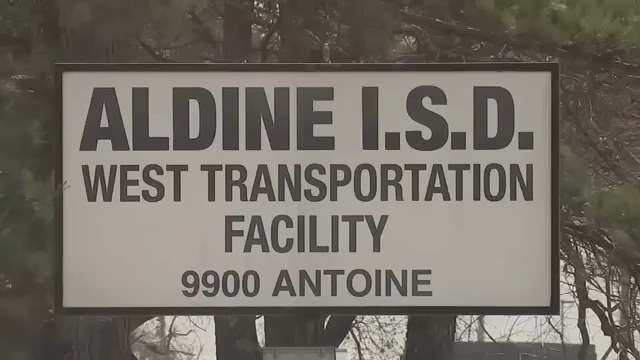 ALDINE I.S.D.
WEST TRANSPORTATION
FACILITY
9900 ANTOINE